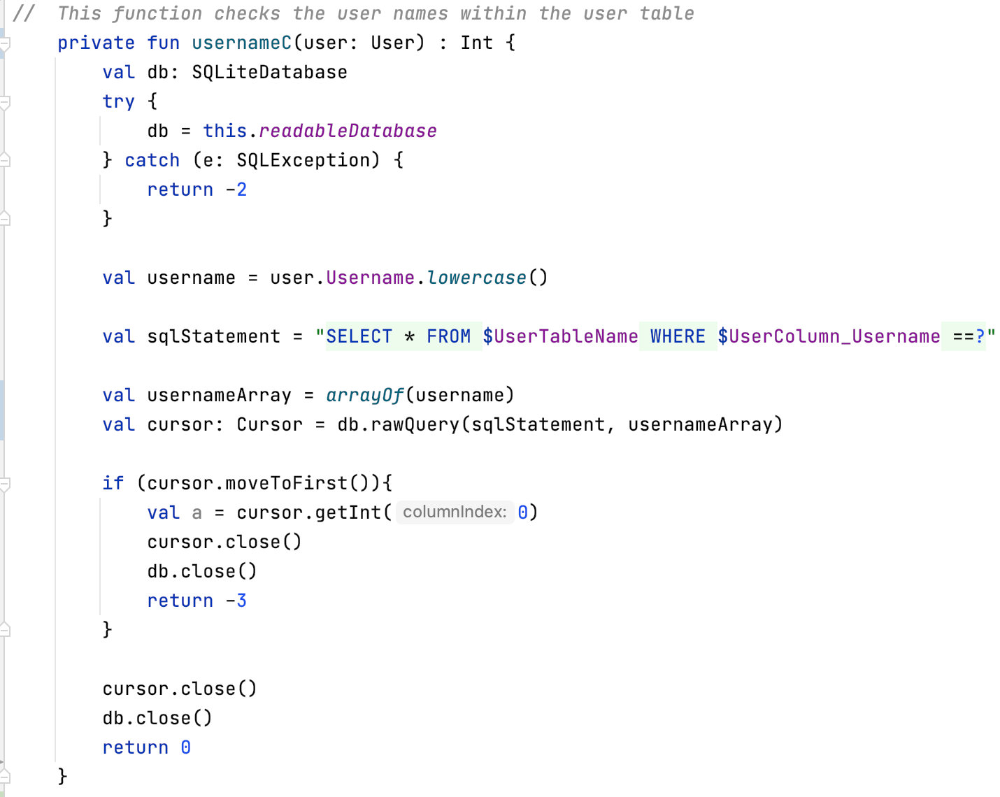 //  This function checks the user names within the user table
    private fun usernameC(user: User) : Int {
        val db: SQLiteDatabase
        try {
            db = this.readableDatabase
        } catch (e: SQLException) {
            return -2
        }

        val username = user.Username.lowercase()

        val sqlStatement = "SELECT * FROM $UserTableName WHERE $UserColumn_Username ==?"

        val usernameArray = arrayOf(username)
        val cursor: Cursor = db.rawQuery(sqlStatement, usernameArray)

        if (cursor.moveToFirst()){
            val a = cursor.getInt( columnIndex: 0)
            cursor.close()
            db.close()
            return -3
        }

        cursor.close()
        db.close()
        return 0
    }